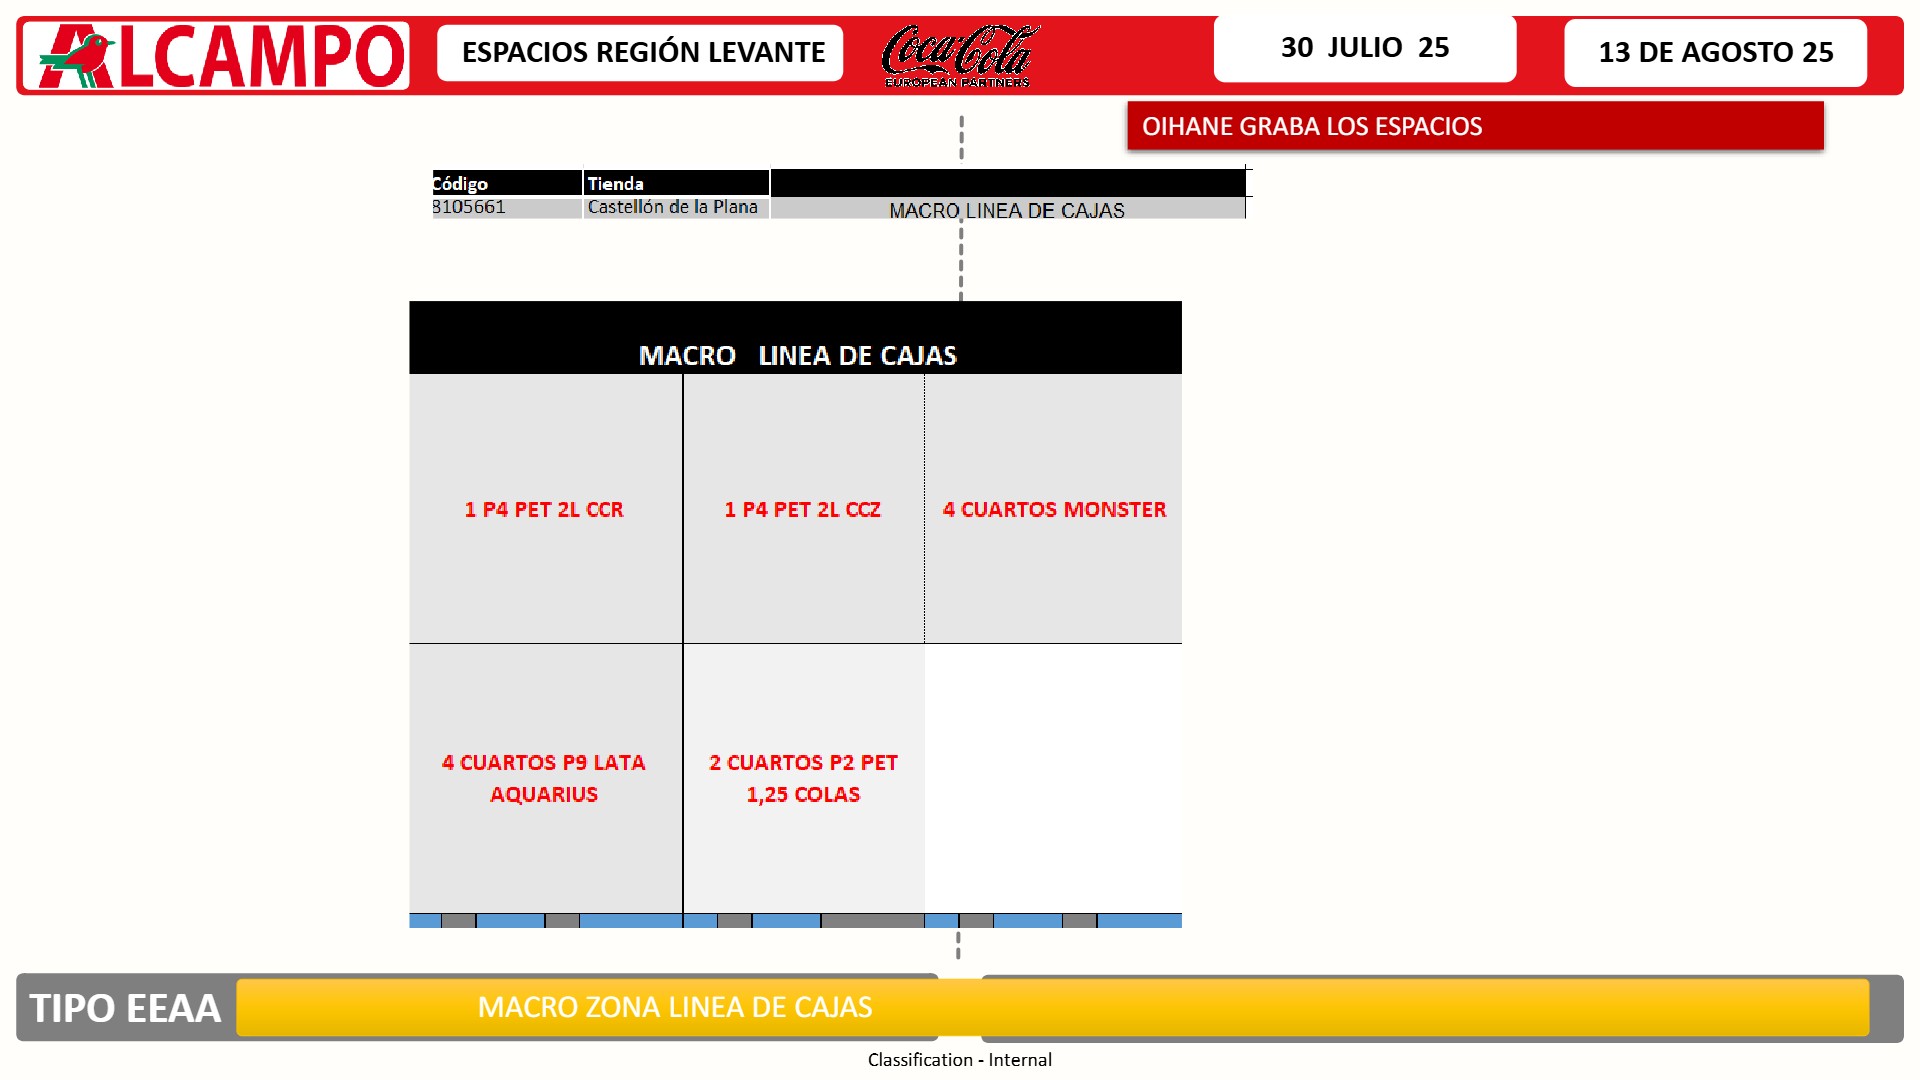 ALCAMPO
ESPACIOS REGIÓN LEVANTE
Coca-Cola
EUROPEAN PARTNERS
30 JULIO 25
13 DE AGOSTO 25
OIHANE GRABA LOS ESPACIOS
Código Tienda
8105661 Castellón de la Plana MACRO LINEA DE CAJAS
MACRO LINEA DE CAJAS
1 P4 PET 2L CCR
1 P4 PET 2L CCZ
4 CUARTOS MONSTER
4 CUARTOS P9 LATA
AQUARIUS
2 CUARTOS P2 PET
1,25 COLAS
TIPO EEAA
MACRO ZONA LINEA DE CAJAS
Classification - Internal